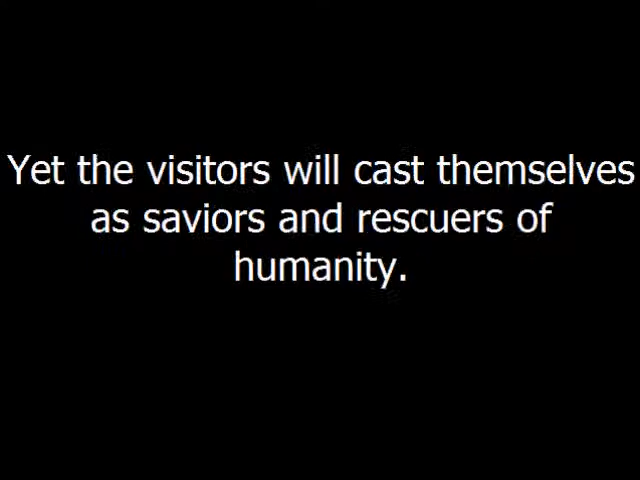 Yet the visitors will cast themselves
as saviors and rescuers of
humanity.